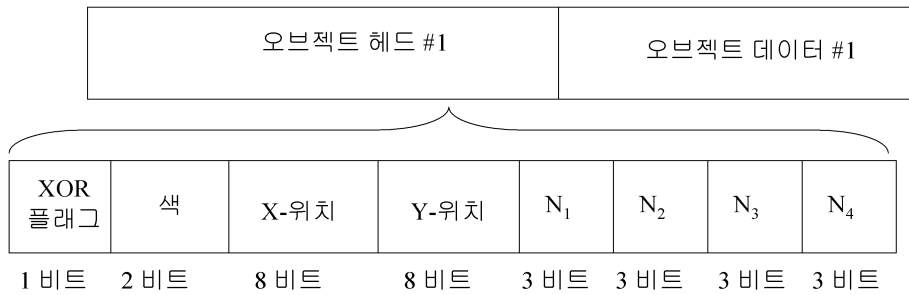 오브젝트 헤드 #1
오브젝트 데이터 #1
XOR
플래그
색
X-위치
Y-위치
N₁
N₂
N₃
N₄
1 비트
2 비트
8 비트
8 비트
3 비트
3 비트
3 비트
3 비트